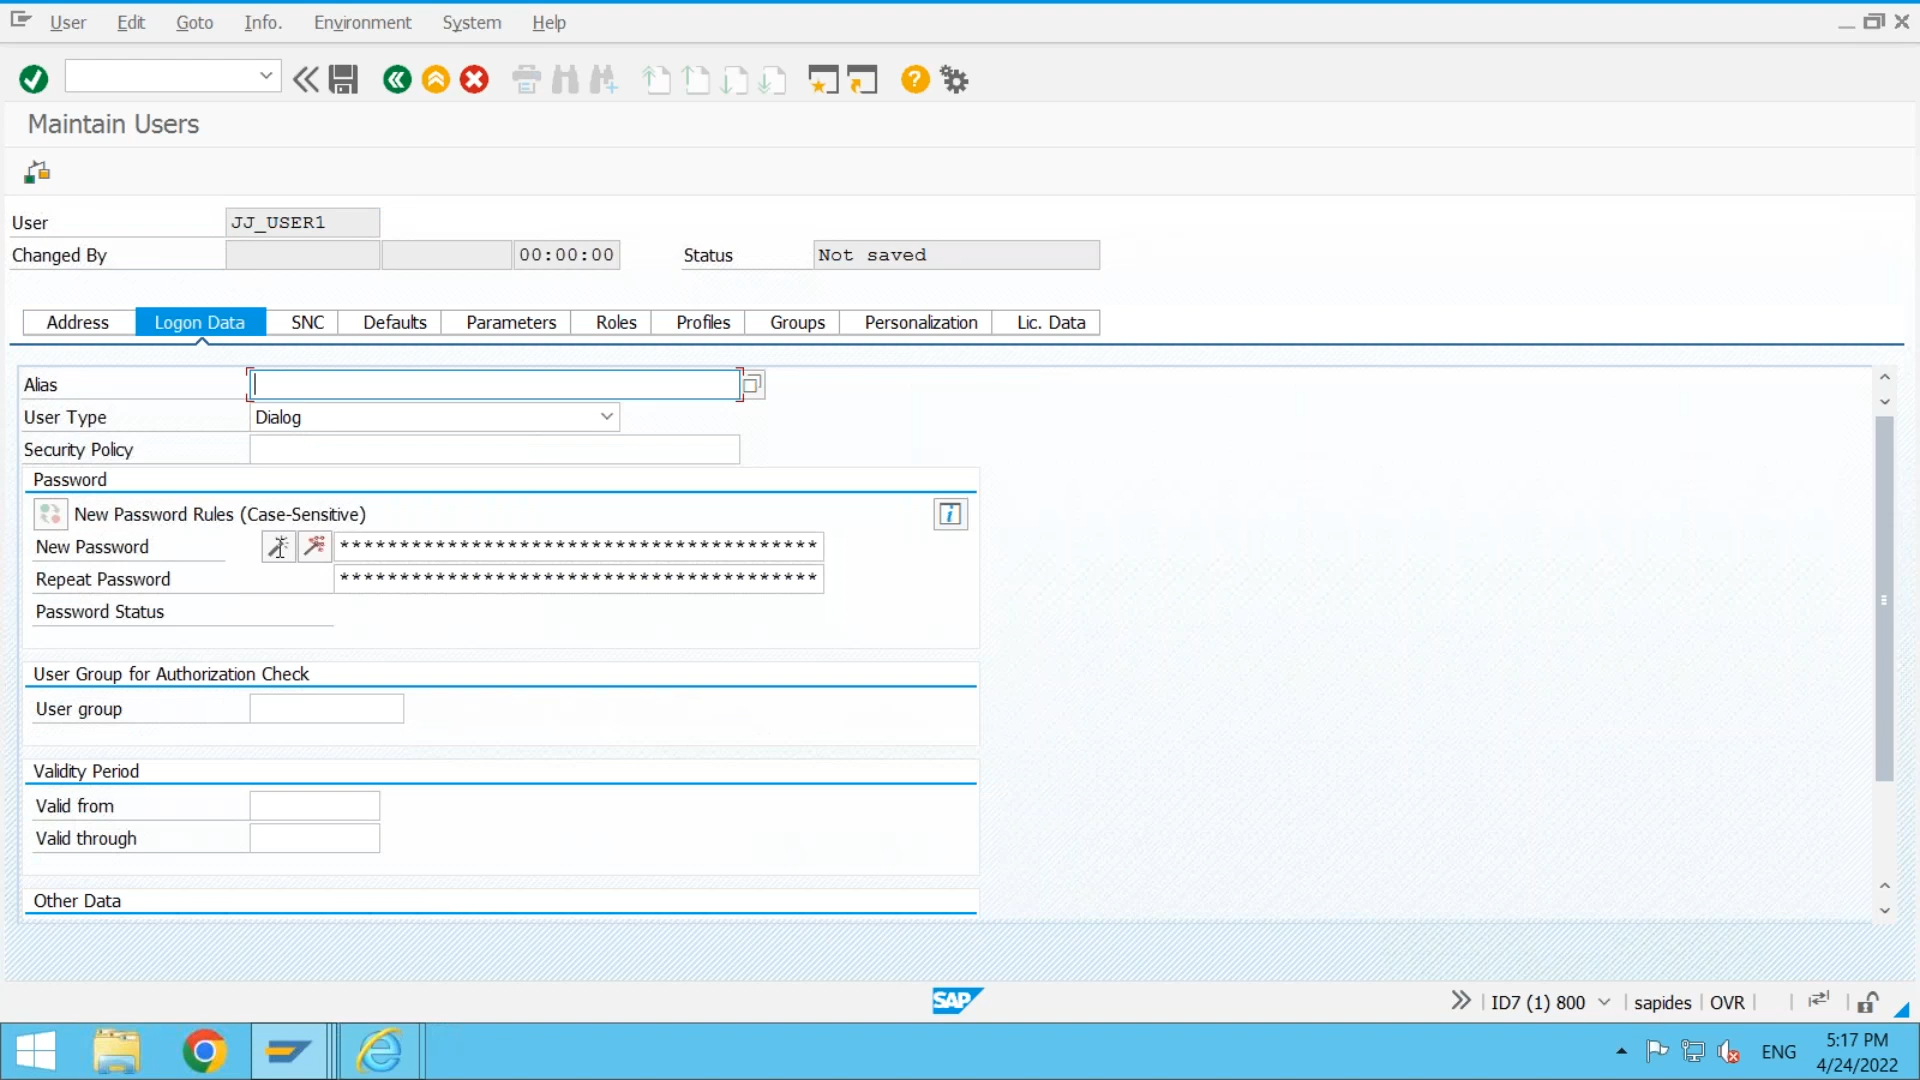 User Edit Goto Info. Environment System Help
Maintain Users
User JJ_USER1
Changed By 00:00:00 Status Not saved
Address Logon Data SNC Defaults Parameters Roles Profiles Groups Personalization Lic. Data
Alias
User Type Dialog
Security Policy
Password
New Password Rules (Case-Sensitive)
New Password ****************************************
Repeat Password ****************************************
Password Status
User Group for Authorization Check
User group
Validity Period
Valid from
Valid through
Other Data
SAP ID7 (1) 800 sapides OVR
ENG 5:17 PM
4/24/2022